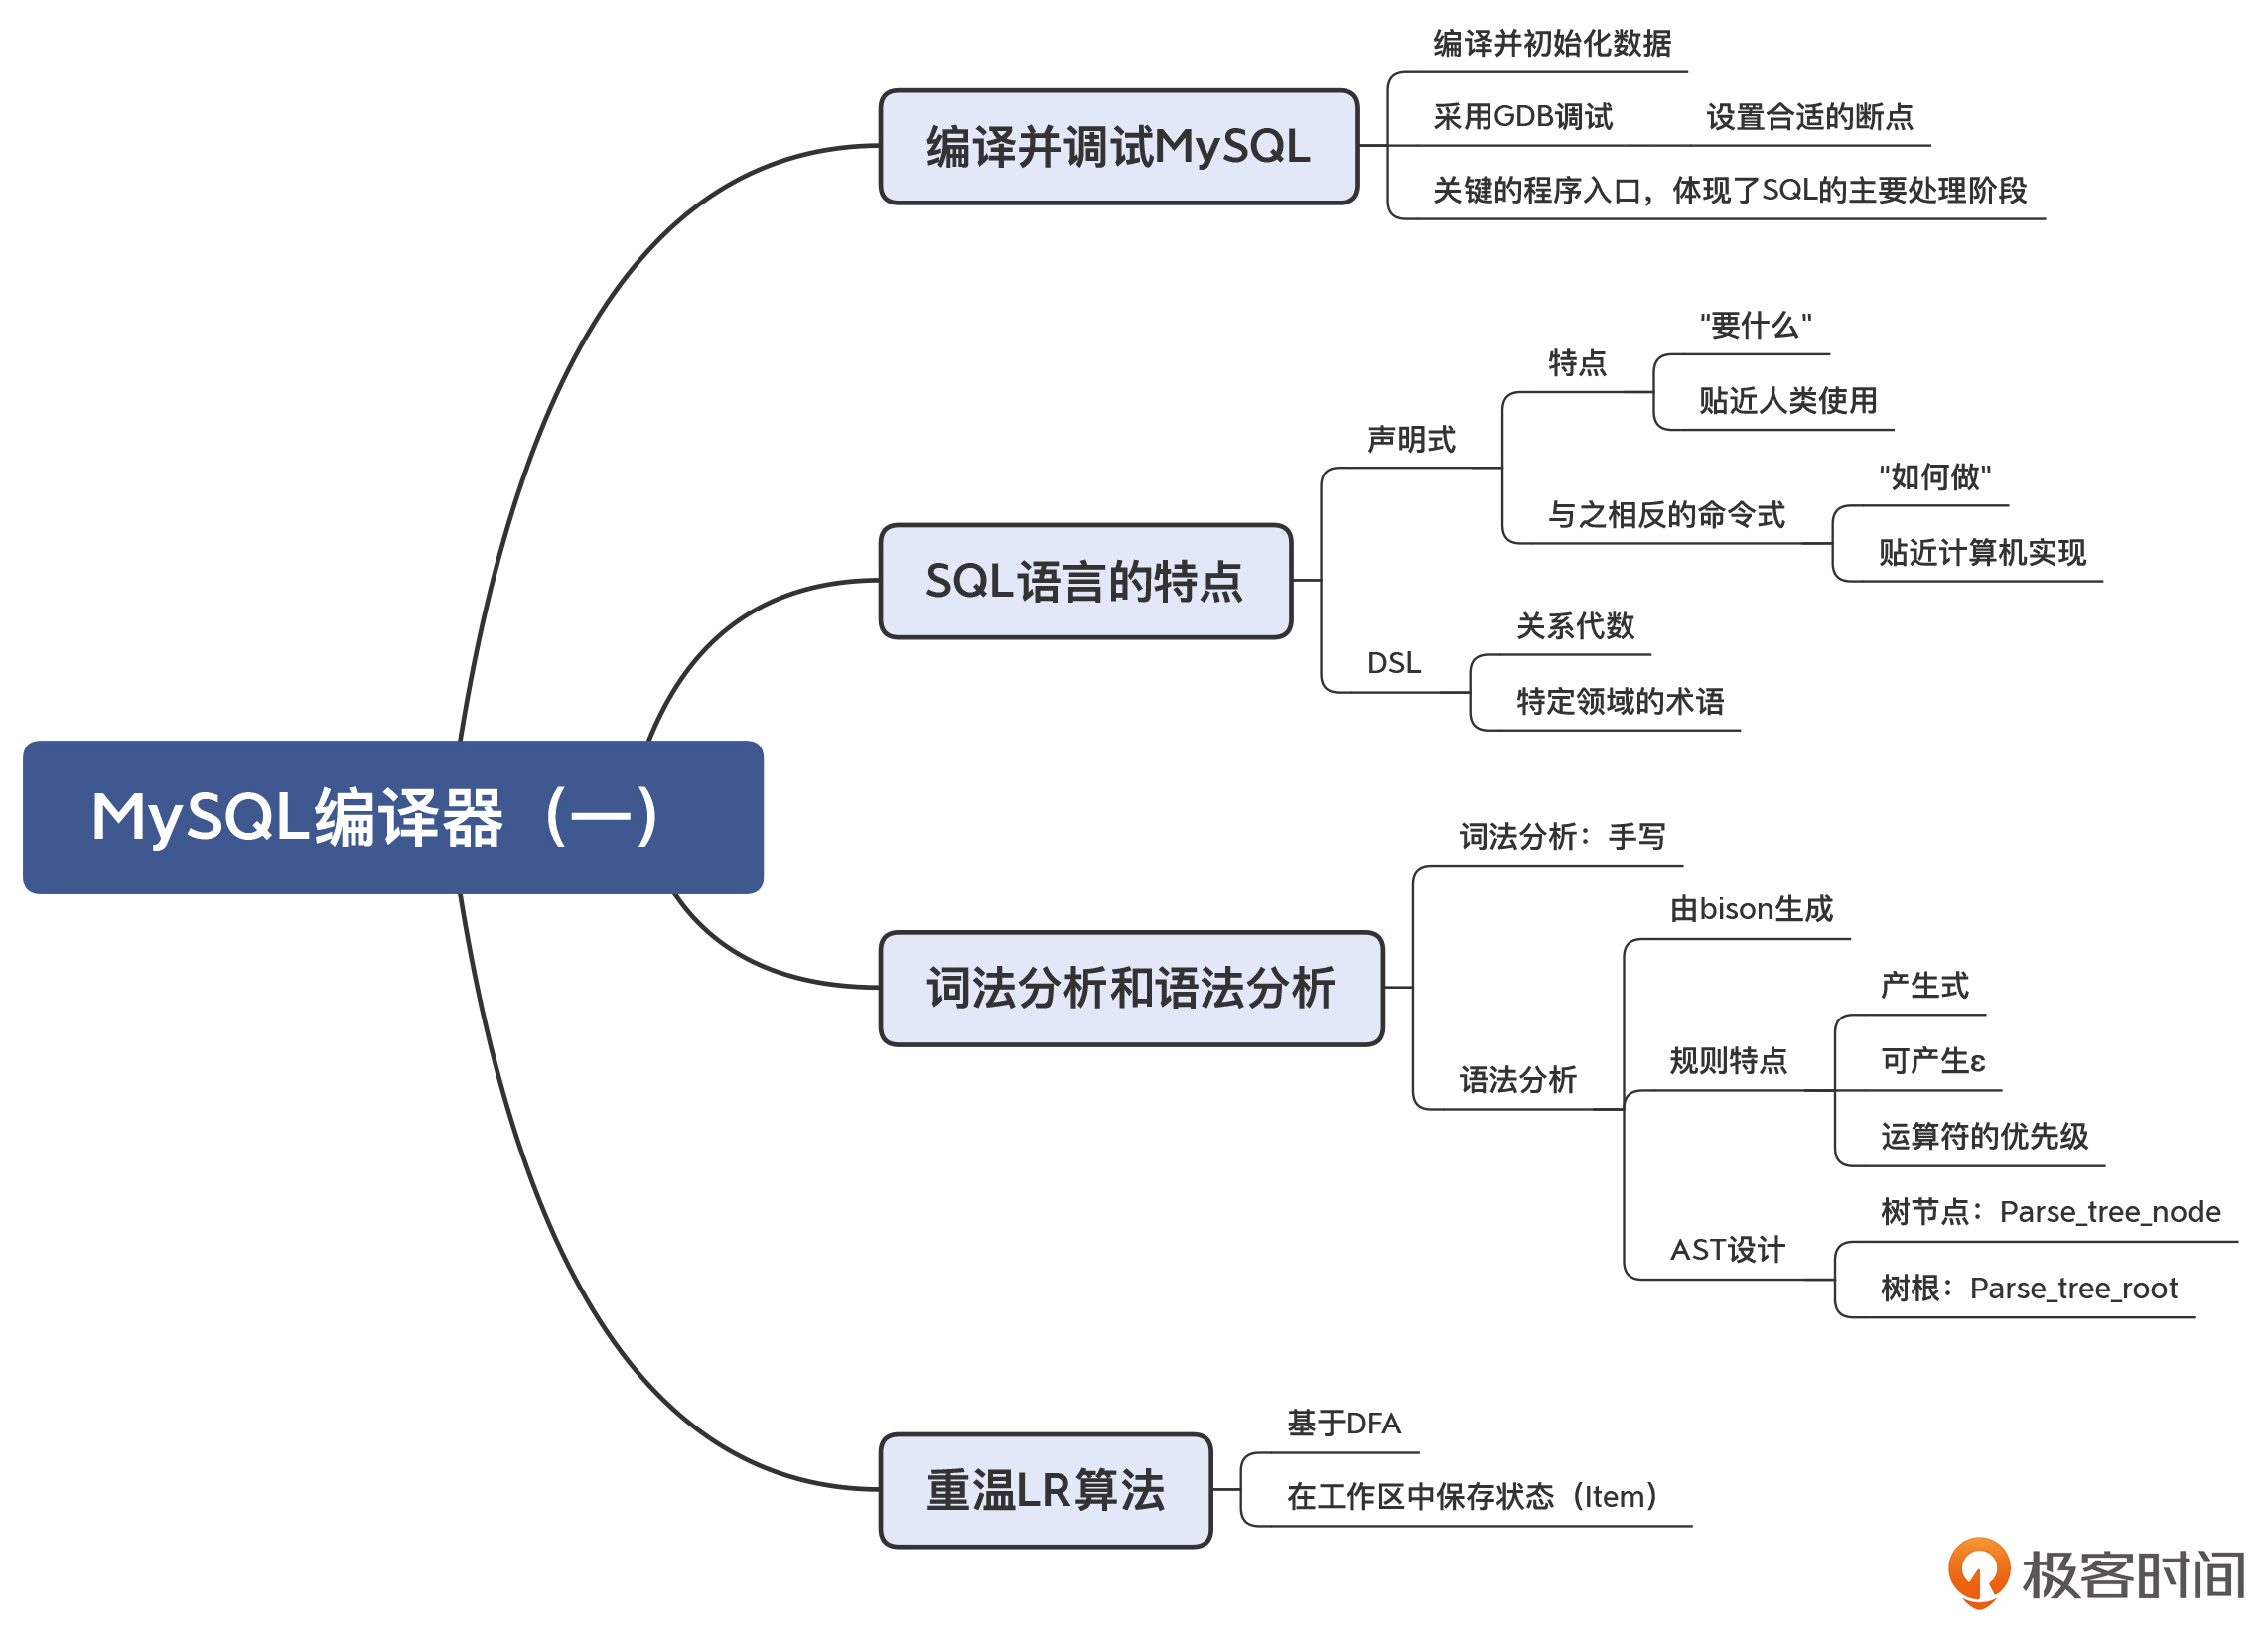 MySQL编译器（一）
编译并调试MySQL
编译并初始化数据
采用GDB调试
设置合适的断点
关键的程序入口，体现了SQL的主要处理阶段
SQL语言的特点
声明式
特点
"要什么"
贴近人类使用
与之相反的命令式
"如何做"
贴近计算机实现
DSL
关系代数
特定领域的术语
词法分析和语法分析
词法分析：手写
语法分析
由bison生成
规则特点
产生式
可产生ε
运算符的优先级
AST设计
树节点：Parse_tree_node
树根：Parse_tree_root
重温LR算法
基于DFA
在工作区中保存状态（Item）
极客时间